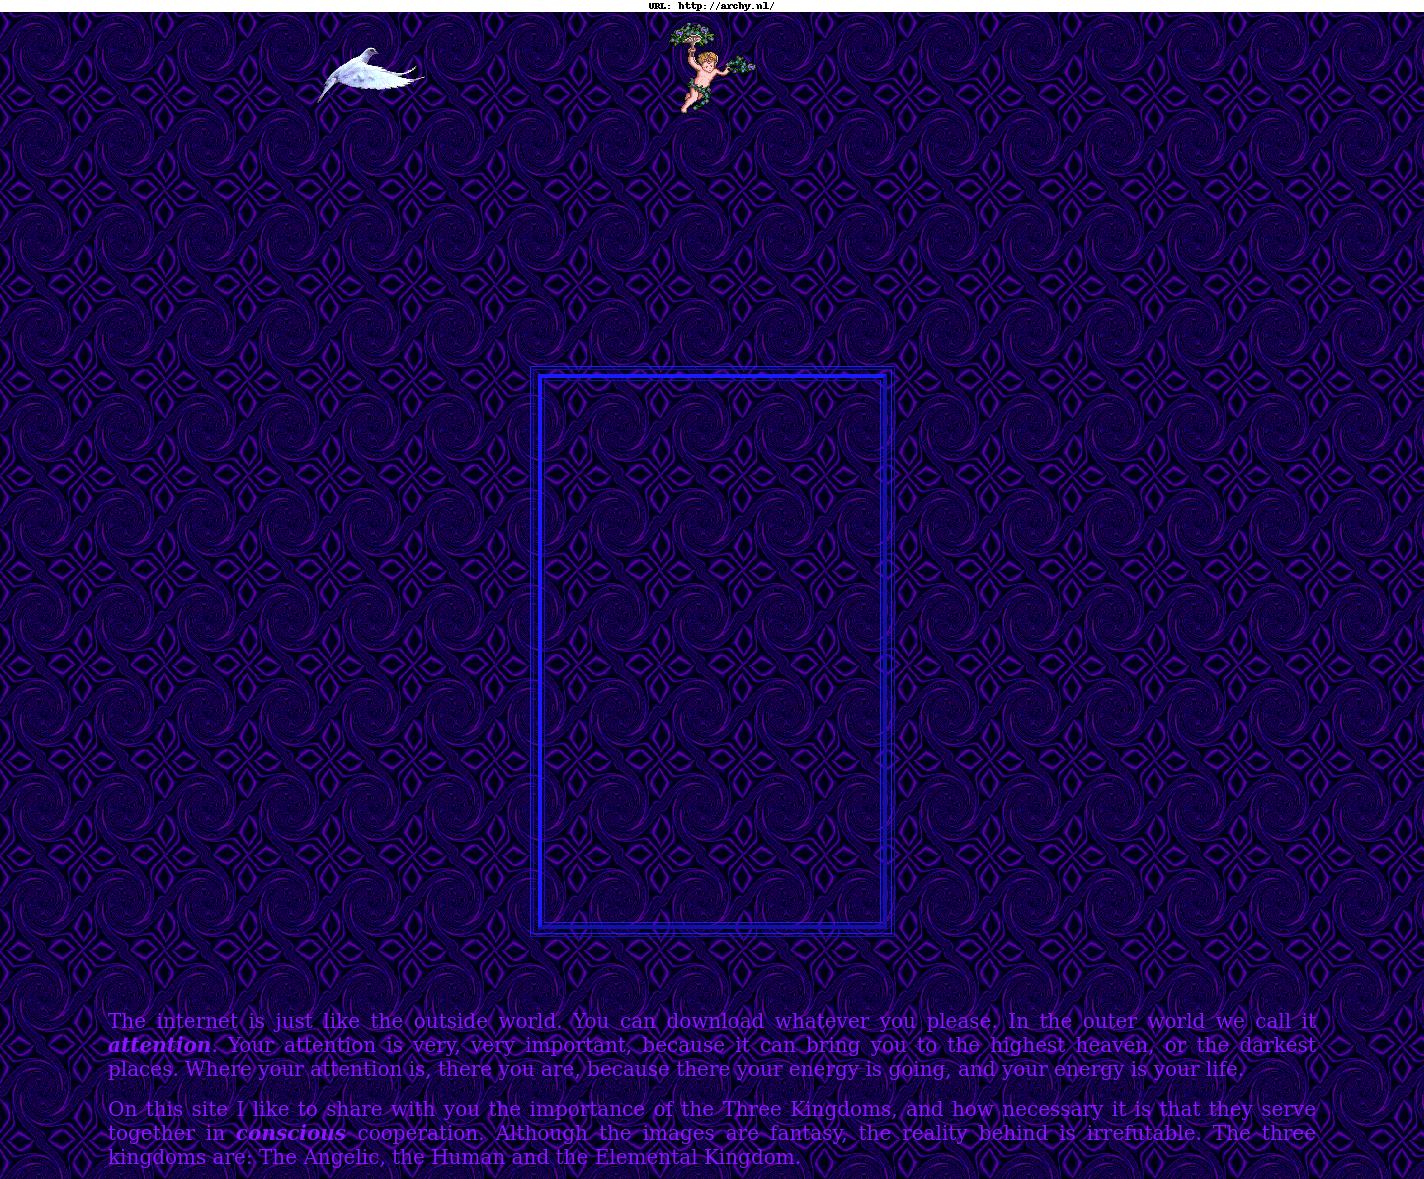 URL: http://archy.nl/
The internet is just like the outside world. You can download whatever you please. In the outer world we call it
attention. Your attention is very, very important, because it can bring you to the highest heaven, or the darkest
places. Where your attention is, there you are, because there your energy is going, and your energy is your life.
On this site I like to share with you the importance of the Three Kingdoms, and how necessary it is that they serve
together in conscious cooperation. Although the images are fantasy, the reality behind is irrefutable. The three
kingdoms are: The Angelic, the Human and the Elemental Kingdom.